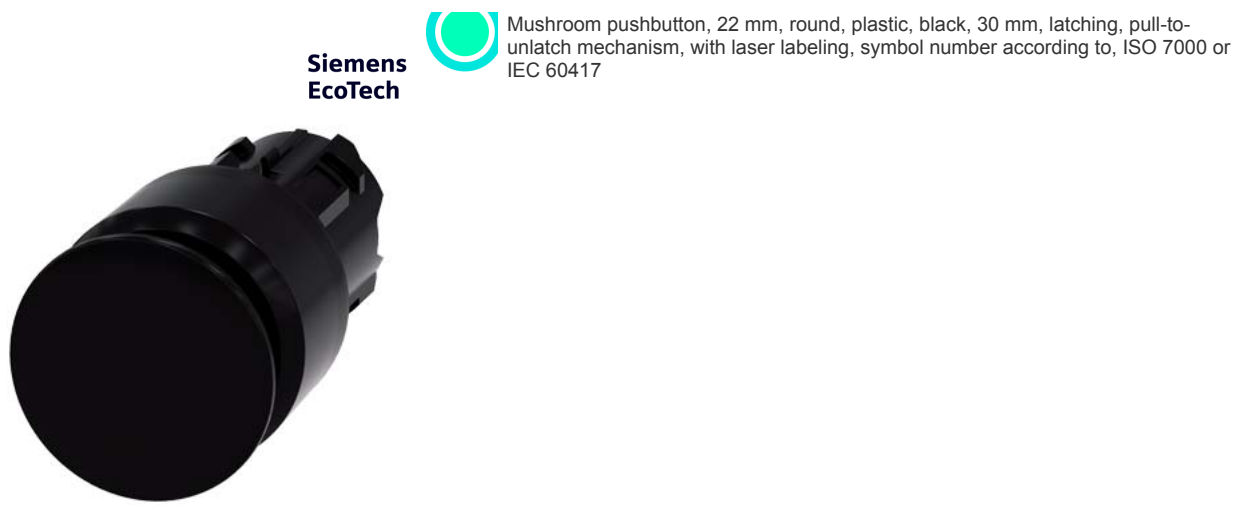 Mushroom pushbutton, 22 mm, round, plastic, black, 30 mm, latching, pull-to-
unlatch mechanism, with laser labeling, symbol number according to, ISO 7000 or
IEC 60417
Siemens
EcoTech